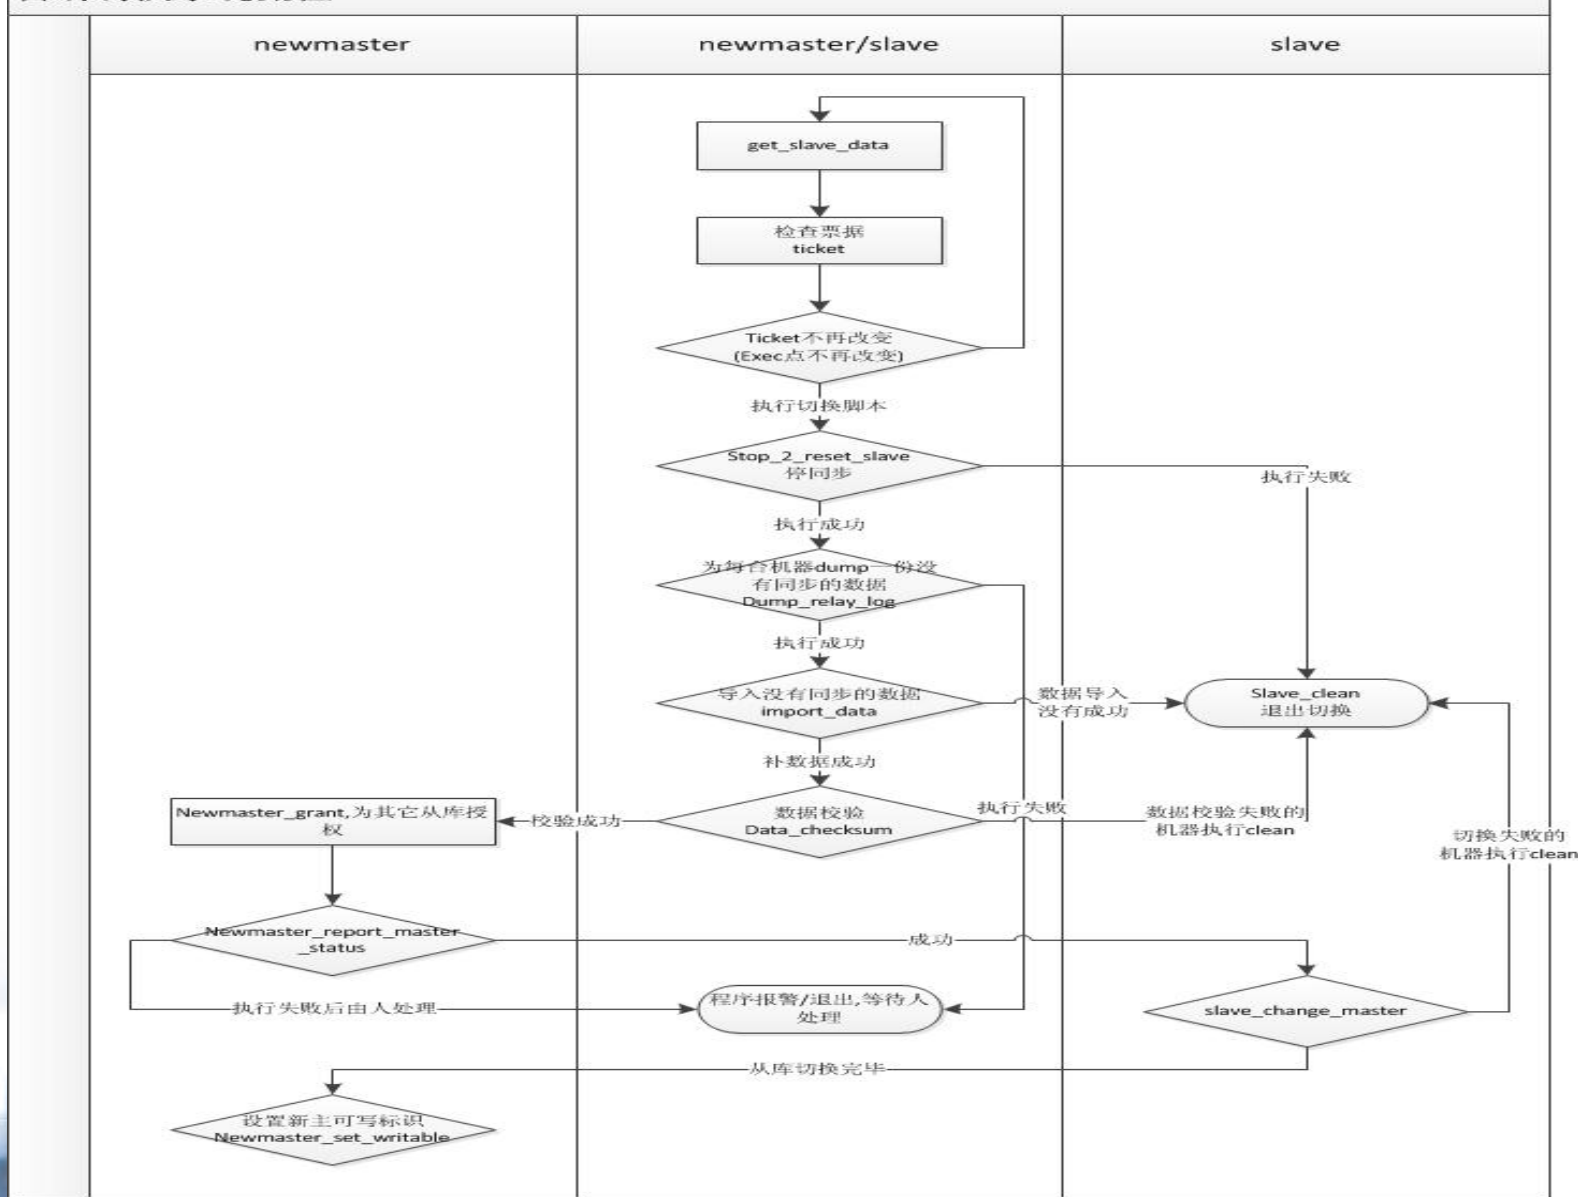 newmaster
newmaster/slave
slave
get_slave_data
检查票据
ticket
Ticket不再改变
(Exec点不再改变)
执行切换脚本
Stop_2_reset_slave
停同步
执行失败
执行成功
为每台机器dump一份没
有同步的数据
Dump_relay_log
执行成功
导入没有同步的数据
import_data
数据导入
没有成功
Slave_clean
退出切换
补数据成功
Newmaster_grant,为其它从库授
权
校验成功
数据校验
Data_checksum
执行失败
数据校验失败的
机器执行clean
切换失败的
机器执行clean
Newmaster_report_master
_status
成功
执行失败后由人处理
程序报警/退出,等待人
处理
slave_change_master
从库切换完毕
设置新主可写标识
Newmaster_set_writable